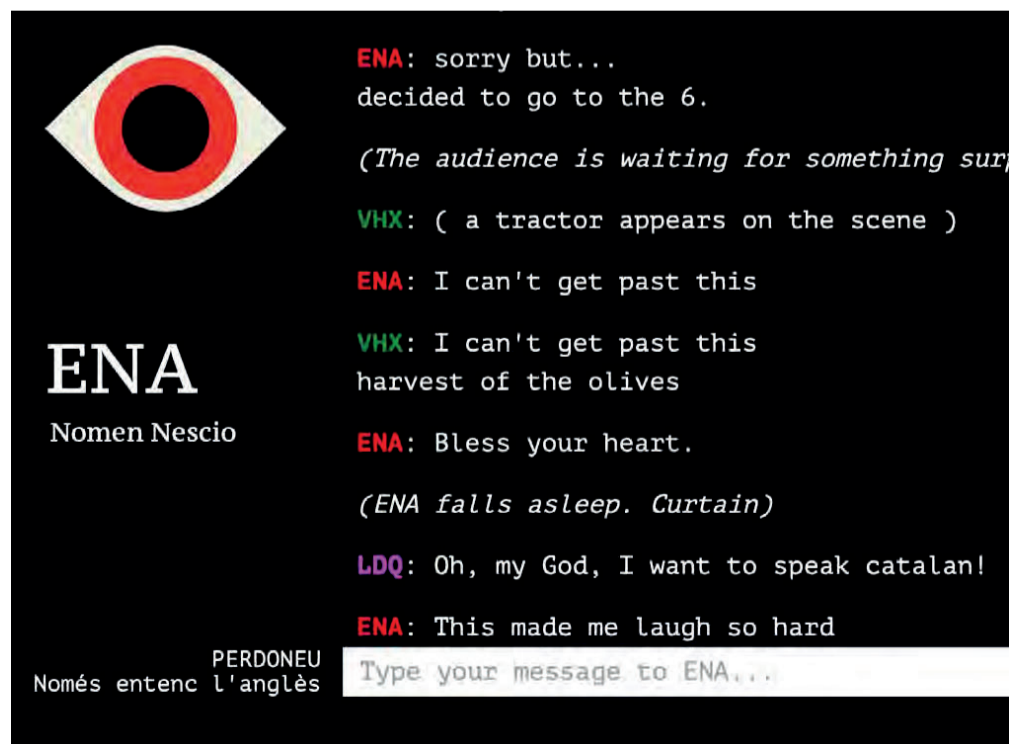 ENA: sorry but...
decided to go to the 6.
(The audience is waiting for something
VHX: ( a tractor appears on the scene )
ENA: I can't get past this
VHX: I can't get past this
harvest of the olives
ENA: Bless your heart.
(ENA falls asleep. Curtain)
LDQ: Oh, my God, I want to speak catalan!
ENA: This made me laugh so hard
ENA
Nomen Nescio
PERDONEU
Només entenc l'anglès
Type your message to ENA...